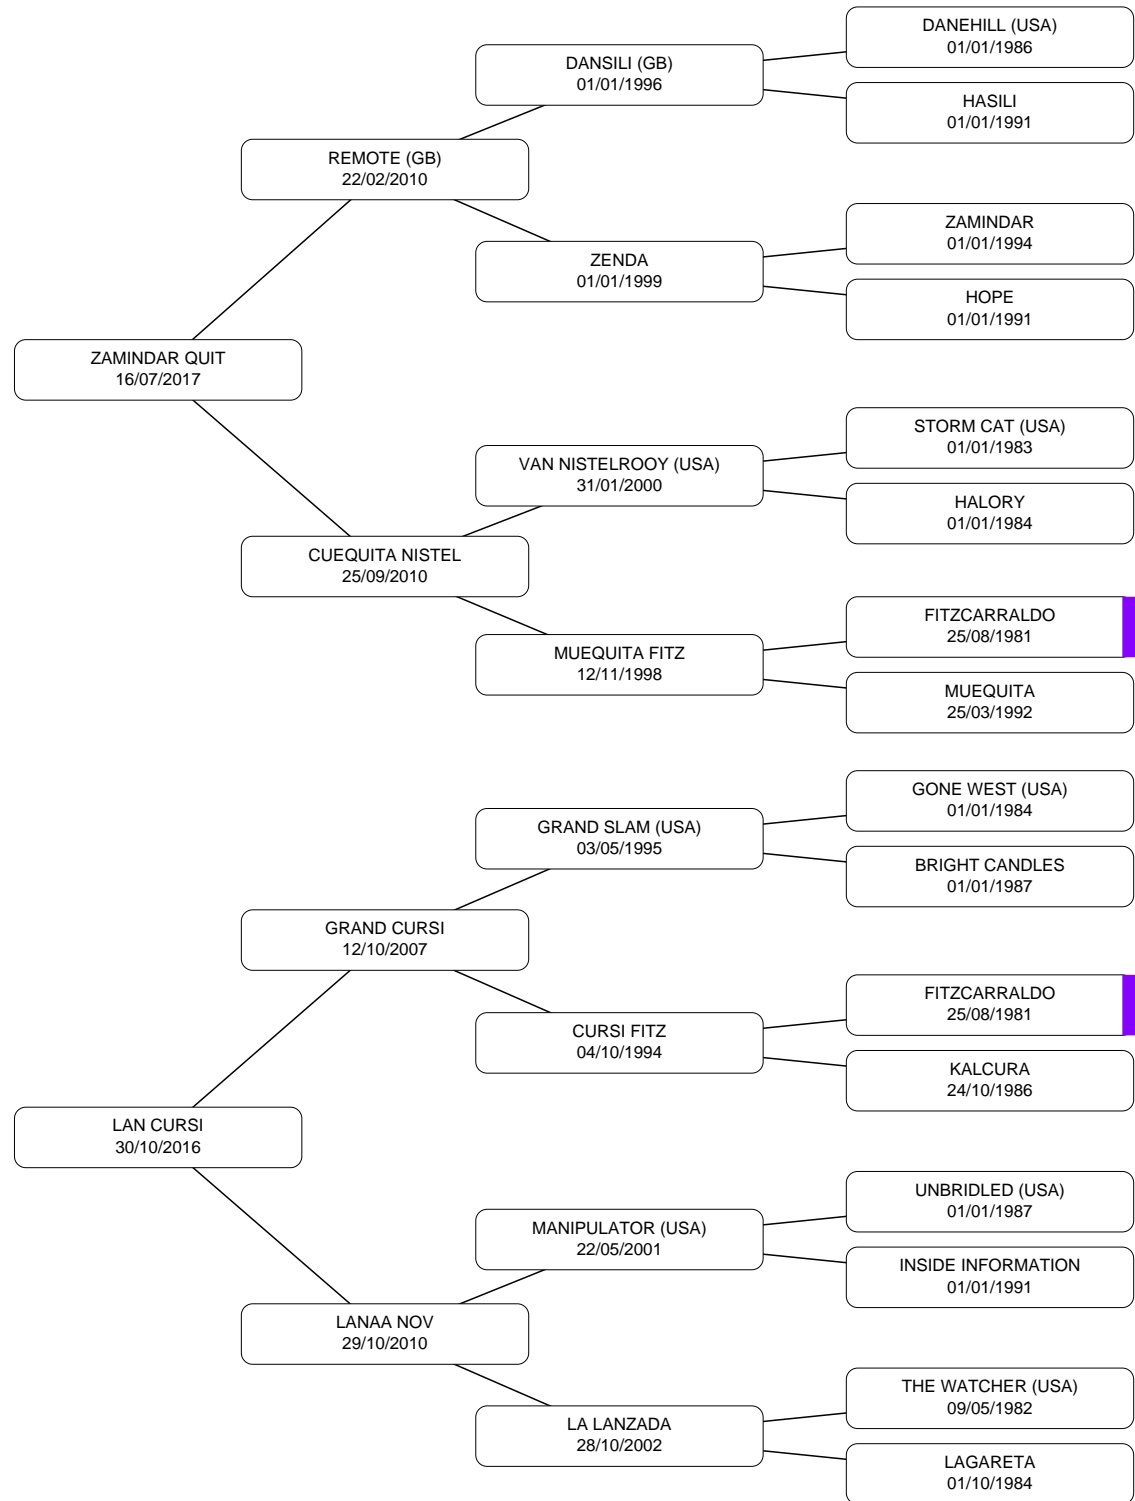 DANEHILL (USA)
01/01/1986
DANSILI (GB)
01/01/1996
HASILI
01/01/1991
REMOTE (GB)
22/02/2010
ZAMINDAR
01/01/1994
ZENDA
01/01/1999
HOPE
01/01/1991
ZAMINDAR QUIT
16/07/2017
STORM CAT (USA)
01/01/1983
VAN NISTELROOY (USA)
31/01/2000
HALORY
01/01/1984
CUEQUITA NISTEL
25/09/2010
FITZCARRALDO
25/08/1981
MUEQUITA FITZ
12/11/1998
MUEQUITA
25/03/1992
GONE WEST (USA)
01/01/1984
GRAND SLAM (USA)
03/05/1995
BRIGHT CANDLES
01/01/1987
GRAND CURSI
12/10/2007
FITZCARRALDO
25/08/1981
CURSI FITZ
04/10/1994
KALCURA
24/10/1986
LAN CURSI
30/10/2016
UNBRIDLED (USA)
01/01/1987
MANIPULATOR (USA)
22/05/2001
INSIDE INFORMATION
01/01/1991
LANAA NOV
29/10/2010
THE WATCHER (USA)
09/05/1982
LA LANZADA
28/10/2002
LAGARETA
01/10/1984